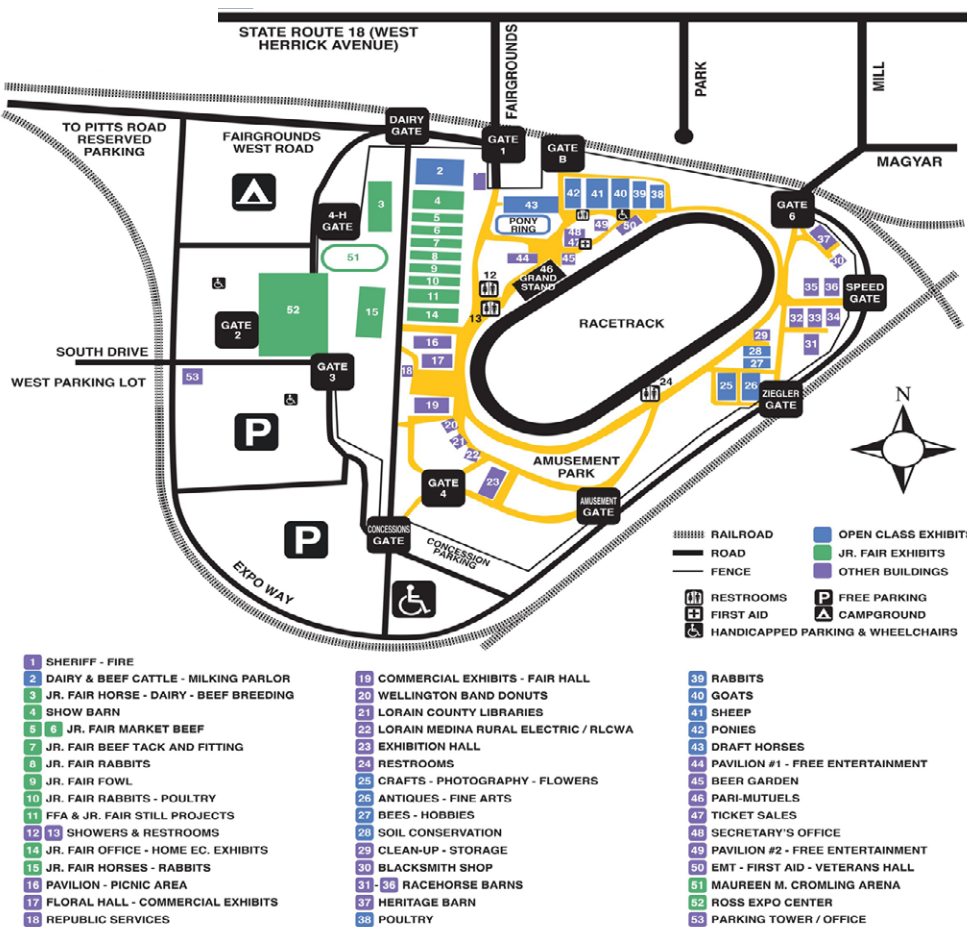 STATE ROUTE 18 (WEST
HERRICK AVENUE)
FAIRGROUNDS
PARK
MILL
MAGYAR
TO PITTS ROAD
RESERVED
PARKING
FAIRGROUNDS
WEST ROAD
DAIRY
GATE
GATE
1
GATE
B
GATE
6
4-H
GATE
2
3
4
5
6
7
8
9
10
11
14
43
PONY
RING
42
41
40
39
38
48
47
49
50
44
45
46
GRAND
STAND
12
13
51
52
15
GATE
2
37
30
35
36
SPEED
GATE
32
33
34
31
RACETRACK
SOUTH DRIVE
WEST PARKING LOT
53
GATE
3
16
17
18
19
20
21
22
23
24
29
28
27
25
26
ZIEGLER
GATE
N
P
AMUSEMENT
PARK
GATE
4
AMUSEMENT
GATE
CONCESSIONS
GATE
CONCESSION
PARKING
P
EXPO WAY
RAILROAD
ROAD
FENCE
OPEN CLASS EXHIBITS
JR. FAIR EXHIBITS
OTHER BUILDINGS
RESTROOMS
FIRST AID
HANDICAPPED PARKING & WHEELCHAIRS
P FREE PARKING
CAMPGROUND
1 SHERIFF - FIRE
2 DAIRY & BEEF CATTLE - MILKING PARLOR
3 JR. FAIR HORSE - DAIRY - BEEF BREEDING
4 SHOW BARN
5 6 JR. FAIR MARKET BEEF
7 JR. FAIR BEEF TACK AND FITTING
8 JR. FAIR RABBITS
9 JR. FAIR FOWL
10 JR. FAIR RABBITS - POULTRY
11 FFA & JR. FAIR STILL PROJECTS
12 13 SHOWERS & RESTROOMS
14 JR. FAIR OFFICE - HOME EC. EXHIBITS
15 JR. FAIR HORSES - RABBITS
16 PAVILION - PICNIC AREA
17 FLORAL HALL - COMMERCIAL EXHIBITS
18 REPUBLIC SERVICES
19 COMMERCIAL EXHIBITS - FAIR HALL
20 WELLINGTON BAND DONUTS
21 LORAIN COUNTY LIBRARIES
22 LORAIN MEDINA RURAL ELECTRIC / RLCWA
23 EXHIBITION HALL
24 RESTROOMS
25 CRAFTS - PHOTOGRAPHY - FLOWERS
26 ANTIQUES - FINE ARTS
27 BEES - HOBBIES
28 SOIL CONSERVATION
29 CLEAN-UP - STORAGE
30 BLACKSMITH SHOP
31 - 36 RACEHORSE BARNS
37 HERITAGE BARN
38 POULTRY
39 RABBITS
40 GOATS
41 SHEEP
42 PONIES
43 DRAFT HORSES
44 PAVILION #1 - FREE ENTERTAINMENT
45 BEER GARDEN
46 PARI-MUTUELS
47 TICKET SALES
48 SECRETARY'S OFFICE
49 PAVILION #2 - FREE ENTERTAINMENT
50 EMT - FIRST AID - VETERANS HALL
51 MAUREEN M. CROMLING ARENA
52 ROSS EXPO CENTER
53 PARKING TOWER / OFFICE